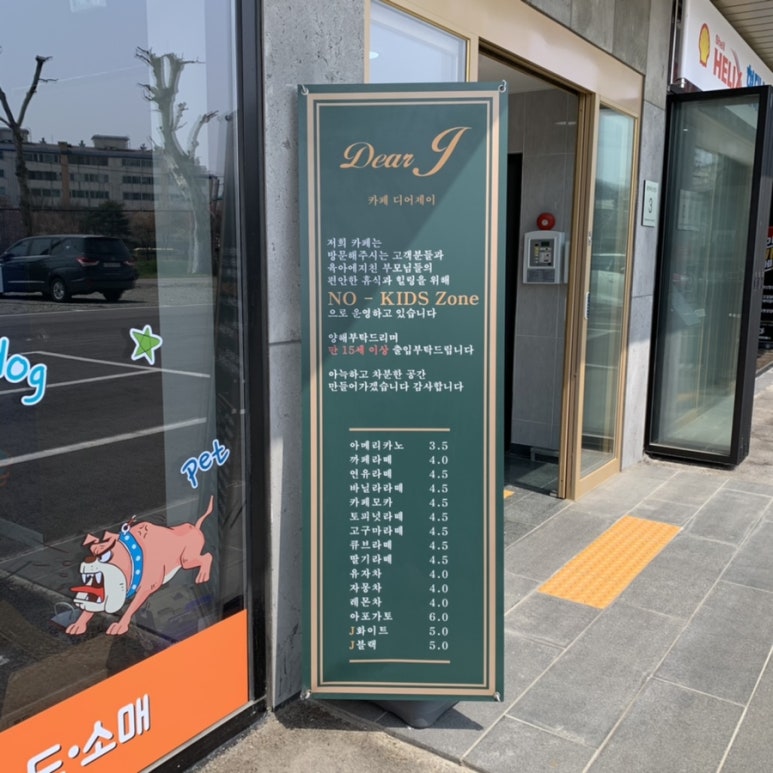 Dear J
카페 디어제이
저희 카페는
방문해주시는 고객분들과
육아에지친 부모님들의
편안한 휴식과 힐링을 위해
NO - KIDS Zone
으로 운영하고 있습니다
양해부탁드리며
만 15세 이상 출입부탁드립니다
아늑하고 차분한 공간
만들어가겠습니다 감사합니다
아메리카노 3.5
까페라떼 4.0
연유라떼 4.5
바닐라라떼 4.5
카페모카 4.5
토피넛라떼 4.5
고구마라떼 4.5
큐브라떼 4.5
딸기라떼 4.5
유자차 4.0
자몽차 4.0
레몬차 4.0
아포가토 6.0
J화이트 5.0
J블랙 5.0
log
pet
도·소매
Shell
HELIX
3